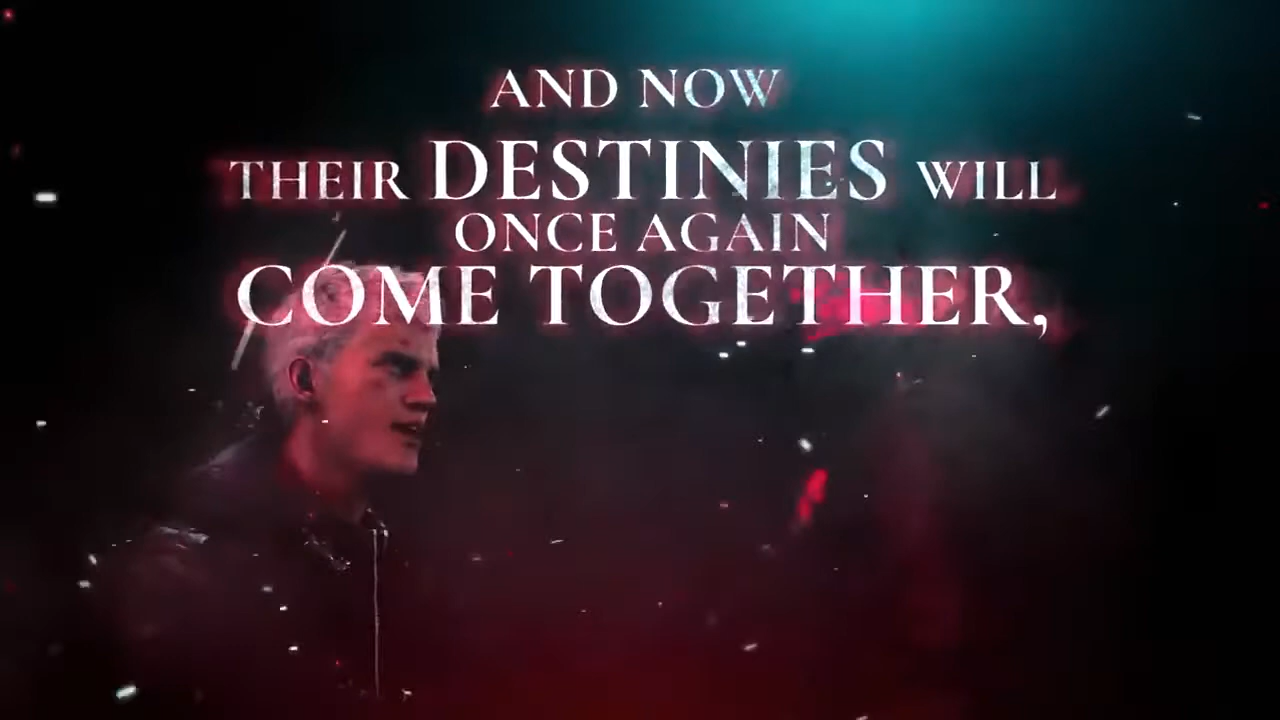 AND NOW
THEIR DESTINIES WILL
ONCE AGAIN
COME TOGETHER,